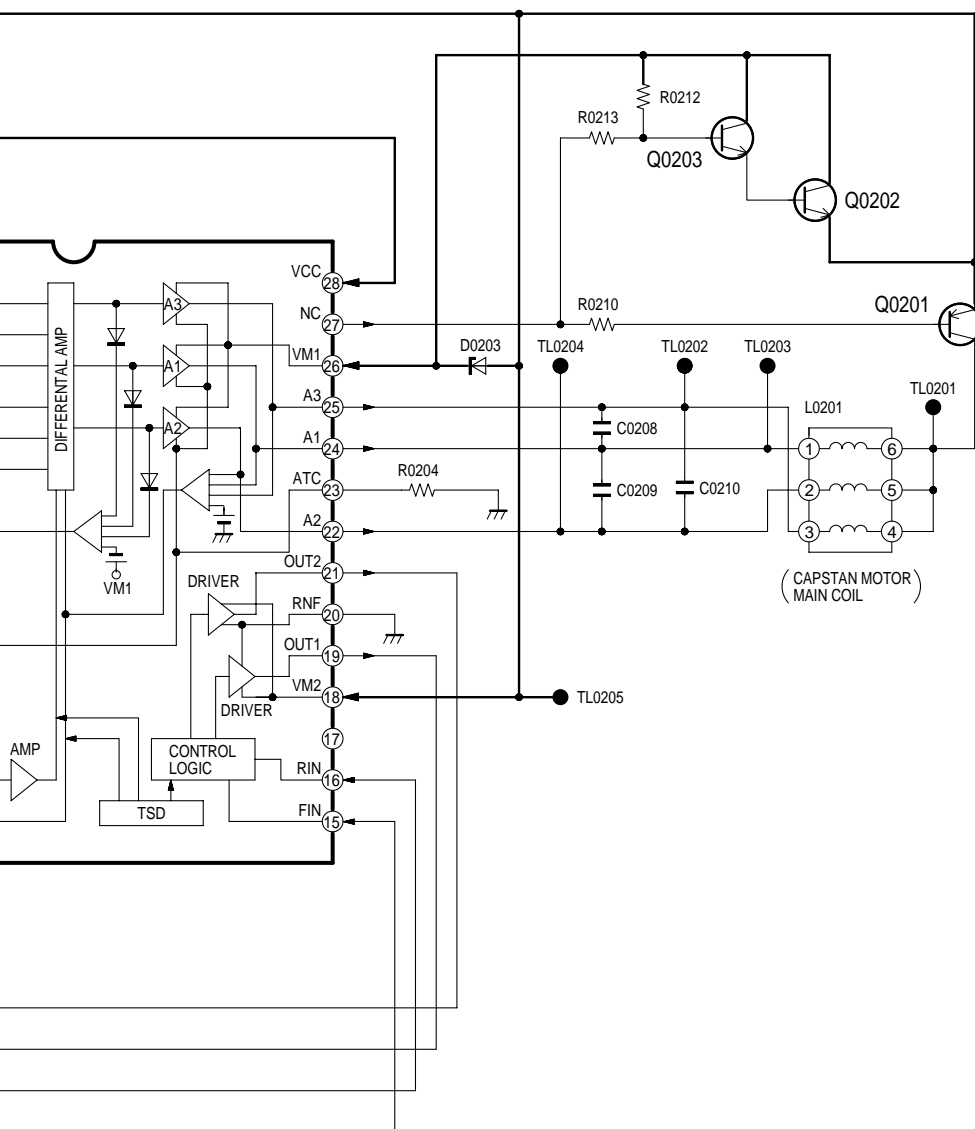 R0212
R0213
Q0203
Q0202
VCC
28
NC
27
R0210
Q0201
VM1
26
D0203
TL0204
TL0202
TL0203
A3
A1
A2
DIFFERENTAL AMP
A3
25
TL0201
L0201
A1
24
C0208
1
6
ATC
23
R0204
C0209
C0210
2
5
A2
22
3
4
VM1
OUT2
21
(CAPSTAN MOTOR
MAIN COIL)
DRIVER
RNF
20
OUT1
19
VM2
18
TL0205
DRIVER
17
AMP
CONTROL
LOGIC
RIN
16
TSD
FIN
15